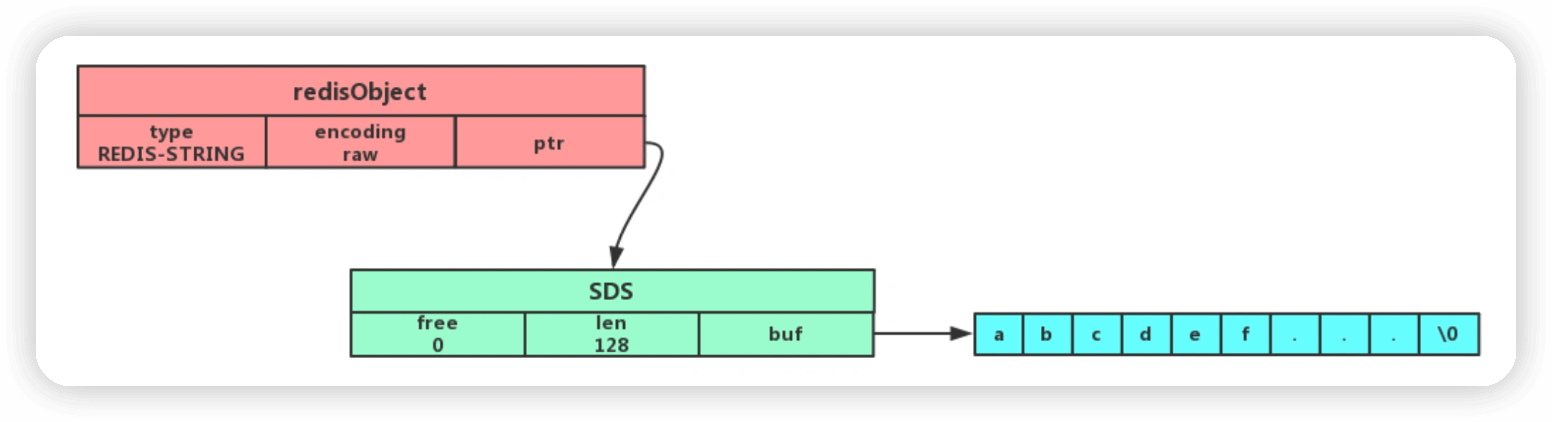 redisObject
type
REDIS-STRING
encoding
raw
ptr
SDS
free
0
len
128
buf
a b c d e f . . . \0